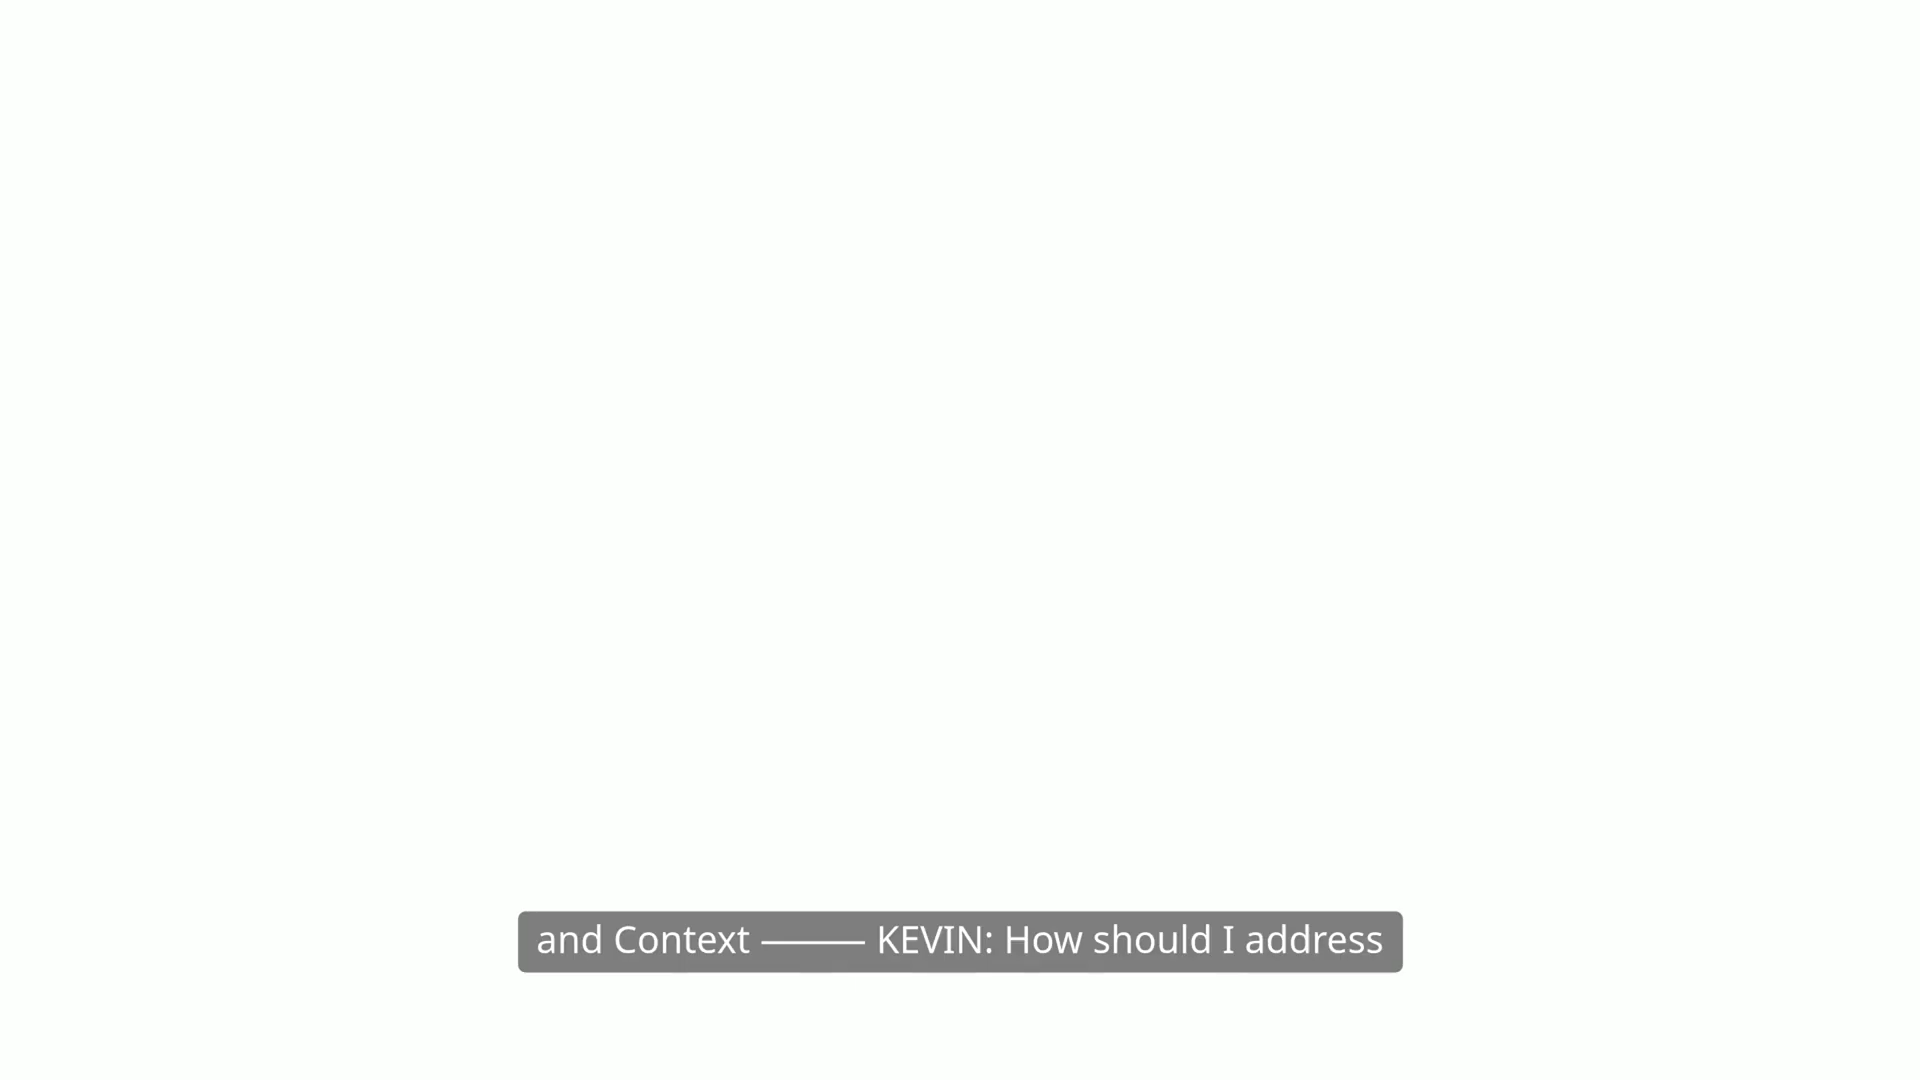 and Context ——— KEVIN: How should I address